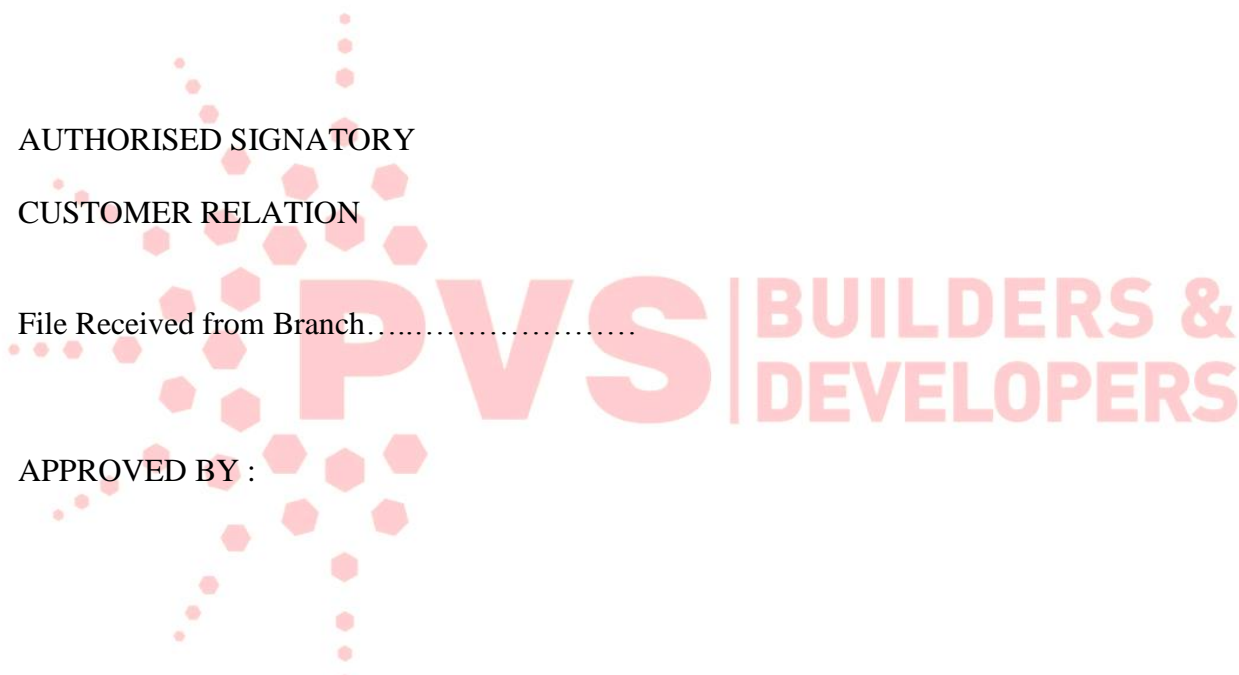 AUTHORISED SIGNATORY
CUSTOMER RELATION
File Received from Branch…..…………………
APPROVED BY :
PVS
BUILDERS &
DEVELOPERS